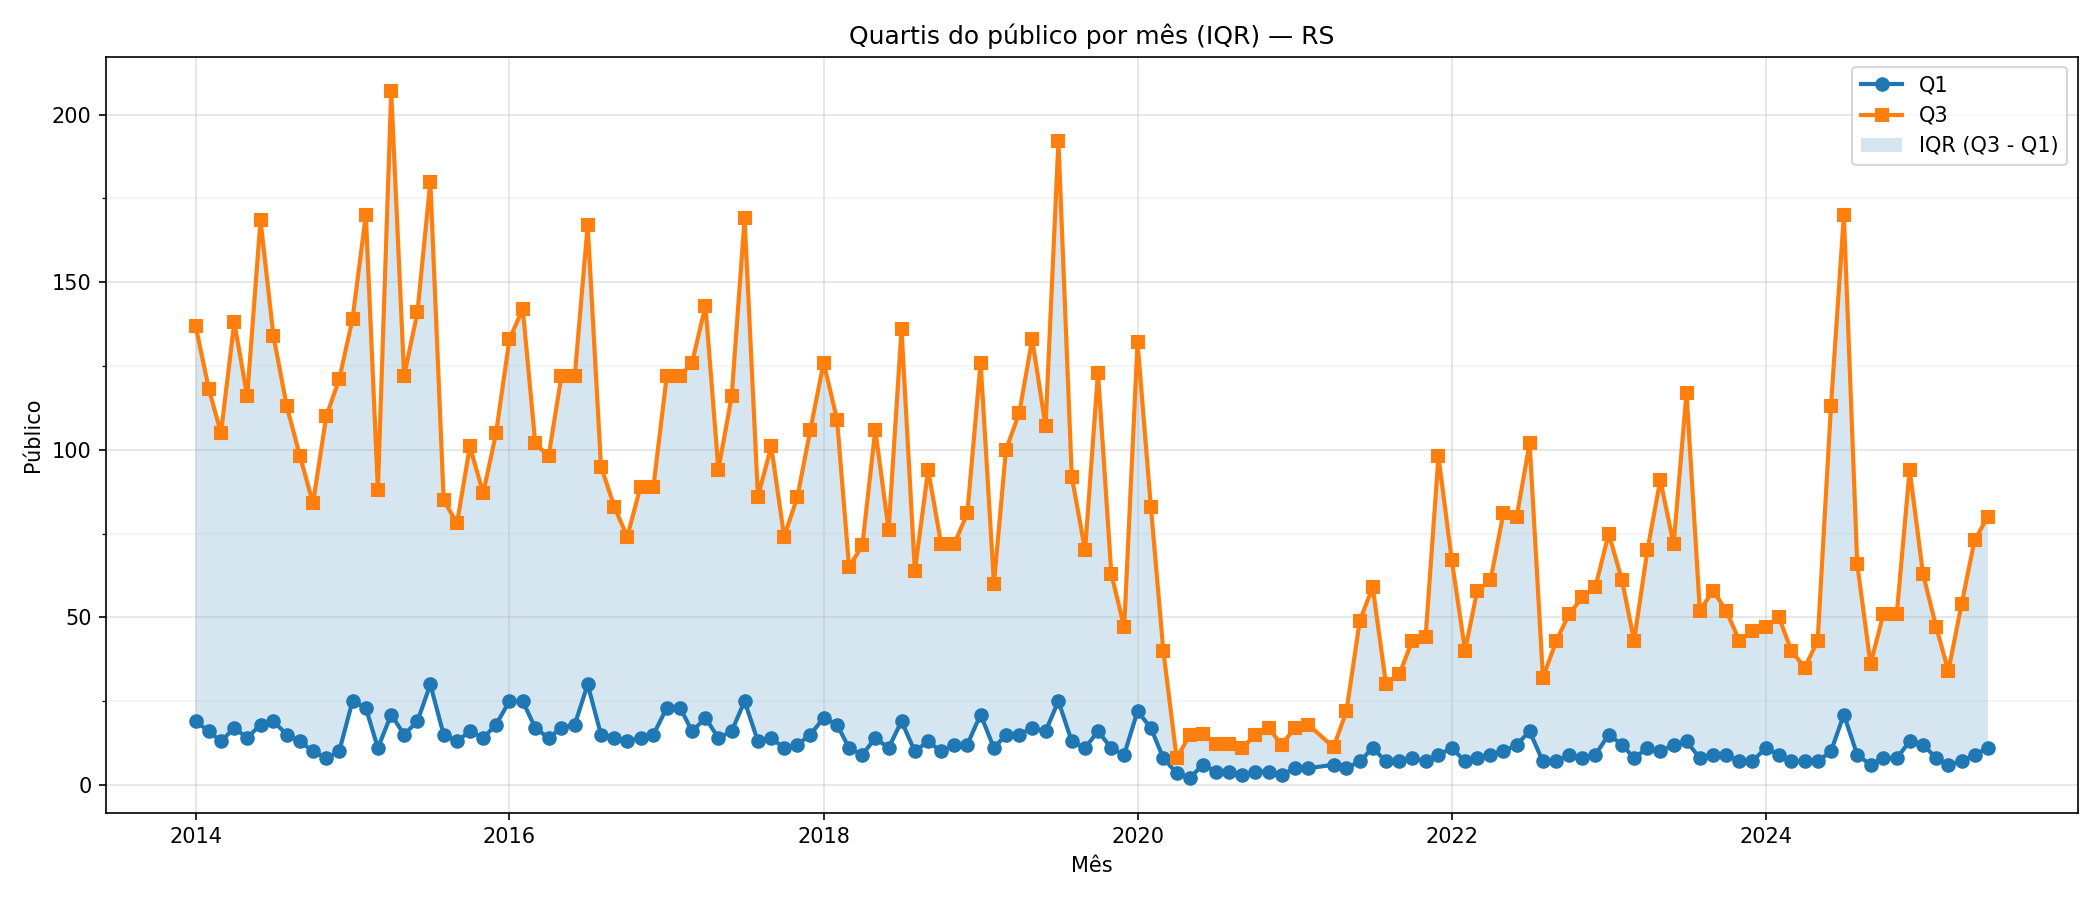 Quartis do público por mês (IQR) — RS
Q1
Q3
IQR (Q3 - Q1)
Público
200
150
100
50
0
2014 2016 2018 2020 2022 2024
Mês